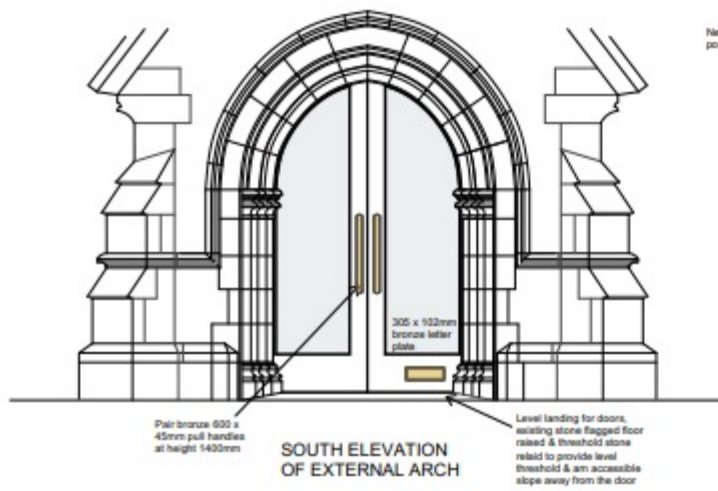 305 x 102mm
bronze letter
plate
Pair bronze 600 x
45mm pull handles
at height 1400mm
SOUTH ELEVATION
OF EXTERNAL ARCH
Level landing for doors,
existing stone flagged floor
raised & threshold stone
relaid to provide level
threshold & am accessible
slope away from the door